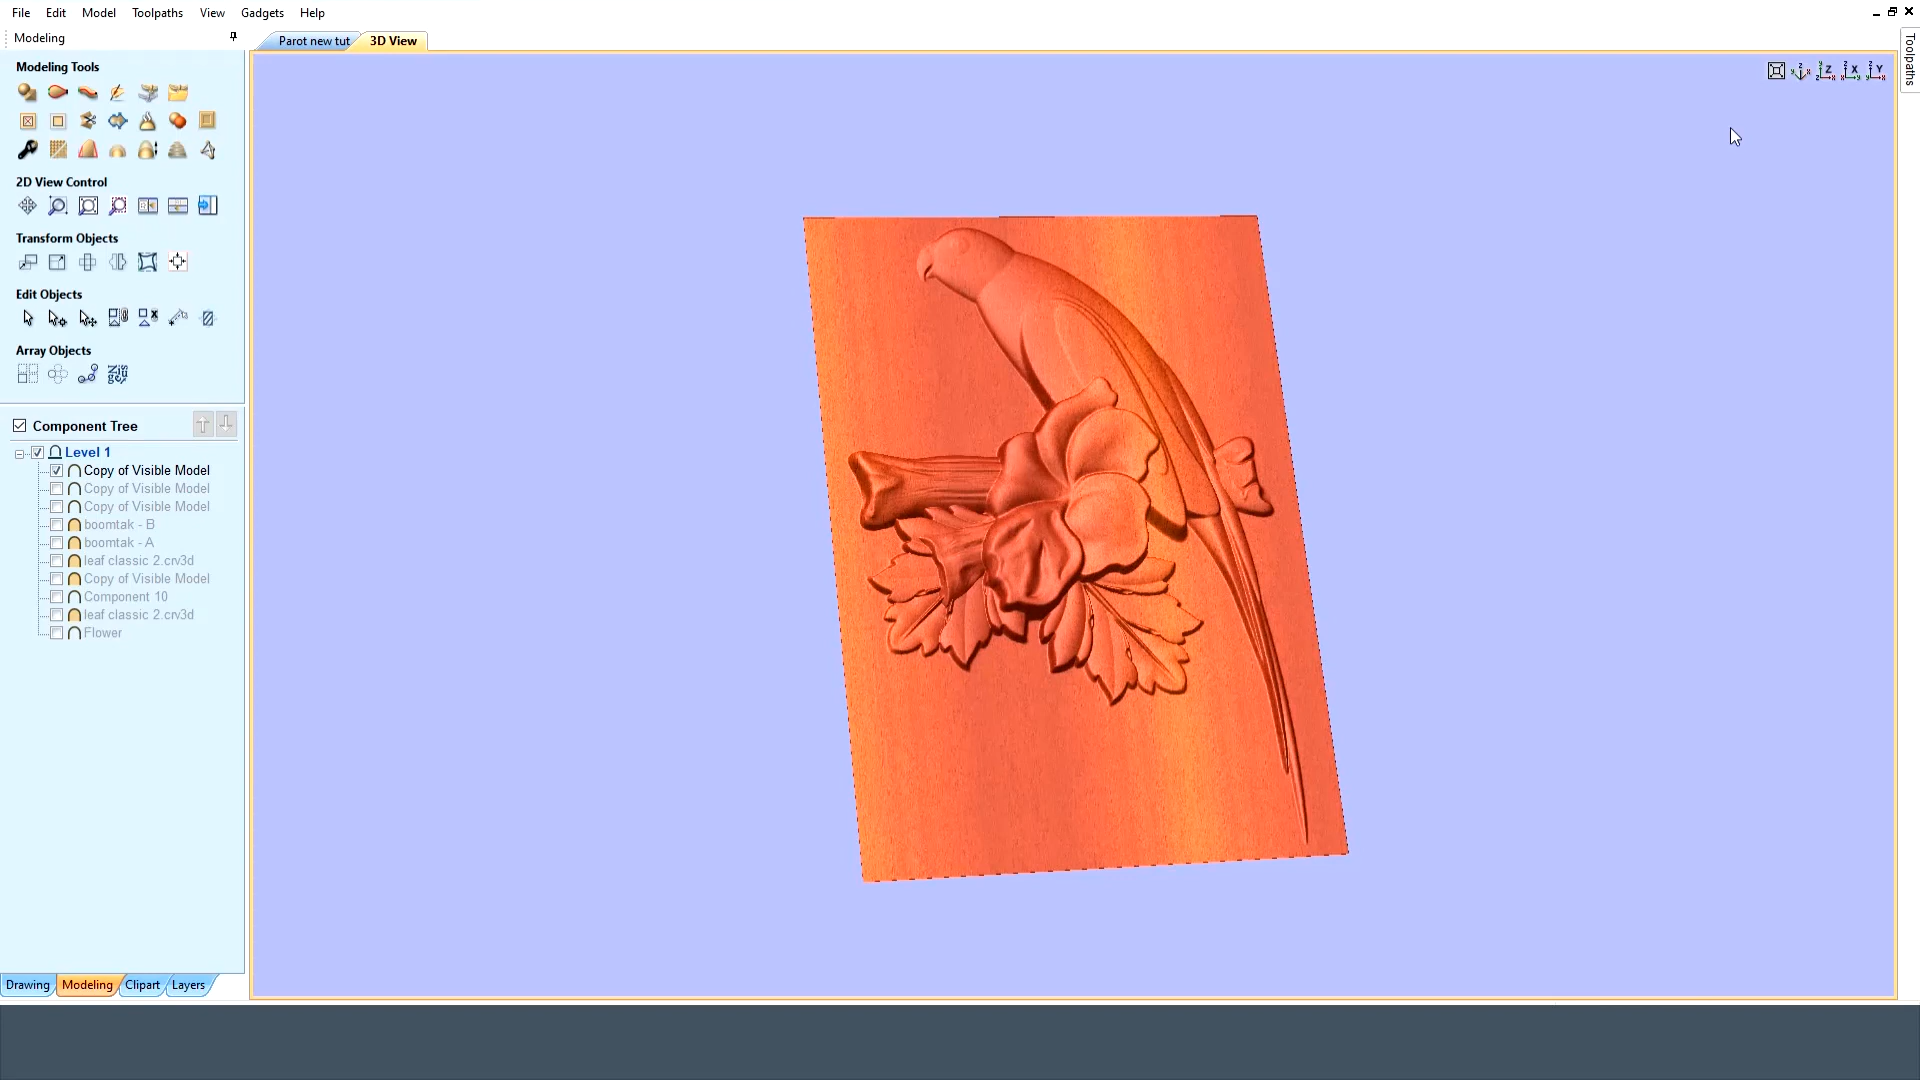 File Edit Model Toolpaths View Gadgets Help
Modeling
Parot new tut 3D View
Toolpaths
Modeling Tools
2D View Control
Transform Objects
Edit Objects
Array Objects
Component Tree
Level 1
Copy of Visible Model
Copy of Visible Model
Copy of Visible Model
boomtak - B
boomtak - A
leaf classic 2.crv3d
Copy of Visible Model
Component 10
leaf classic 2.crv3d
Flower
Drawing Modeling Clipart Layers